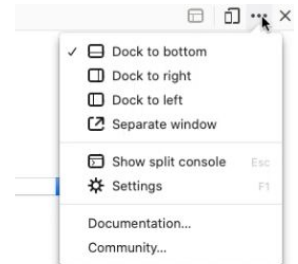 Dock to bottom
Dock to right
Dock to left
Separate window
Show split console Esc
Settings F1
Documentation...
Community...